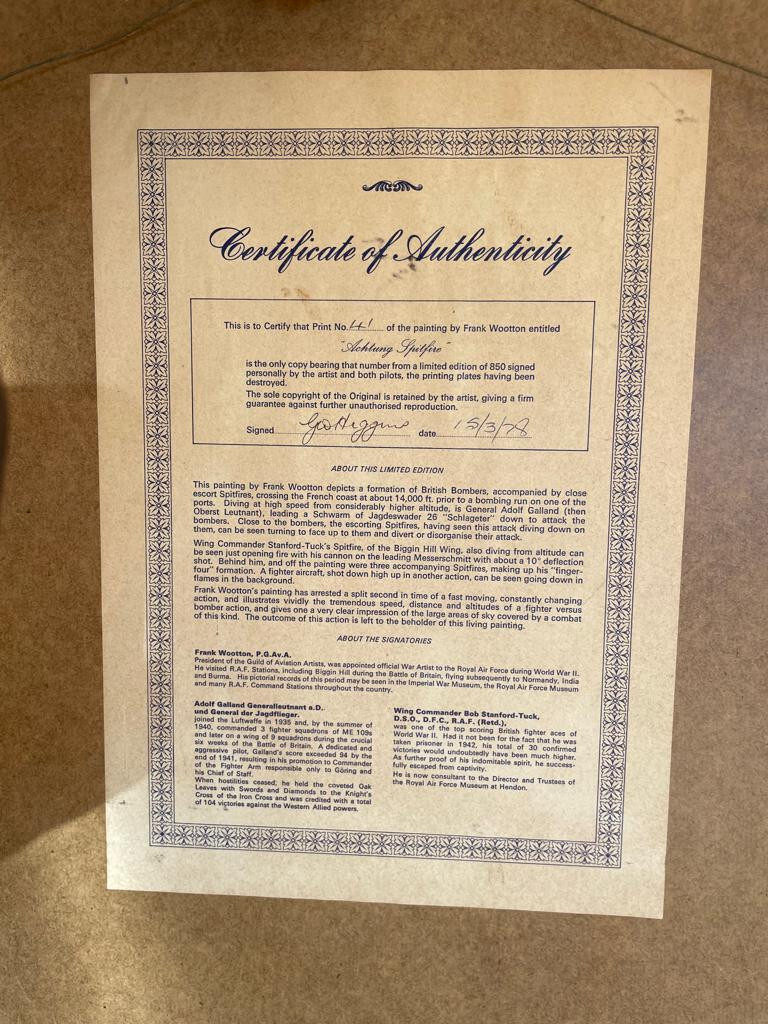 Certificate of Authenticity
This is to Certify that Print No. 41 of the painting by Frank Wootton entitled
"Achtung Spitfire"
is the only copy bearing that number from a limited edition of 850 signed
personally by the artist and both pilots, the printing plates having been
destroyed.
The sole copyright of the Original is retained by the artist, giving a firm
guarantee against further unauthorised reproduction.
Signed Higgins date 15/3/78
ABOUT THIS LIMITED EDITION
This painting by Frank Wootton depicts a formation of British Bombers, accompanied by close
escort Spitfires, crossing the French coast at about 14,000 ft. prior to a bombing run on one of the
ports. Diving at high speed from considerably higher altitude, is General Adolf Galland (then
Oberst Leutnant), leading a Schwarm of Jagdeswader 26 "Schlageter" down to attack the
bombers. Close to the bombers, the escorting Spitfires, having seen this attack diving down on
them, can be seen turning to face up to them and divert or disorganise their attack.
Wing Commander Stanford-Tuck's Spitfire, of the Biggin Hill Wing, also diving from altitude can
be seen just opening fire with his cannon on the leading Messerschmitt with about a 10° deflection
shot. Behind him, and off the painting were three accompanying Spitfires, making up his "finger-
four" formation. A fighter aircraft, shot down high up in another action, can be seen going down in
flames in the background.
Frank Wootton's painting has arrested a split second in time of a fast moving, constantly changing
action, and illustrates vividly the tremendous speed, distance and altitudes of a fighter versus
bomber action, and gives one a very clear impression of the large areas of sky covered by a combat
of this kind. The outcome of this action is left to the beholder of this living painting.
ABOUT THE SIGNATORIES
Frank Wootton, P.G.Av.A.
President of the Guild of Aviation Artists, was appointed official War Artist to the Royal Air Force during World War II.
He visited R.A.F. Stations, including Biggin Hill during the Battle of Britain, flying subsequently to Normandy, India
and Burma. His pictorial records of this period may be seen in the Imperial War Museum, the Royal Air Force Museum
and many R.A.F. Command Stations throughout the country.
Adolf Galland Generalleutnant a.D.
und General der Jagdflieger.
joined the Luftwaffe in 1935 and, by the summer of
1940, commanded 3 fighter squadrons of ME 109s
and later on a wing of 9 squadrons during the crucial
six weeks of the Battle of Britain. A dedicated and
aggressive pilot, Galland's score exceeded 94 by the
end of 1941, resulting in his promotion to Commander
of the Fighter Arm responsible only to Göring and
his Chief of Staff.
When hostilities ceased, he held the coveted Oak
Leaves with Swords and Diamonds to the Knight's
Cross of the Iron Cross and was credited with a total
of 104 victories against the Western Allied powers.
Wing Commander Bob Stanford-Tuck,
D.S.O., D.F.C., R.A.F. (Retd.),
was one of the top scoring British fighter aces of
World War II. Had it not been for the fact that he was
taken prisoner in 1942, his total of 30 confirmed
victories would undoubtedly have been much higher.
As further proof of his indomitable spirit, he success-
fully escaped from captivity.
He is now consultant to the Director and Trustees of
the Royal Air Force Museum at Hendon.